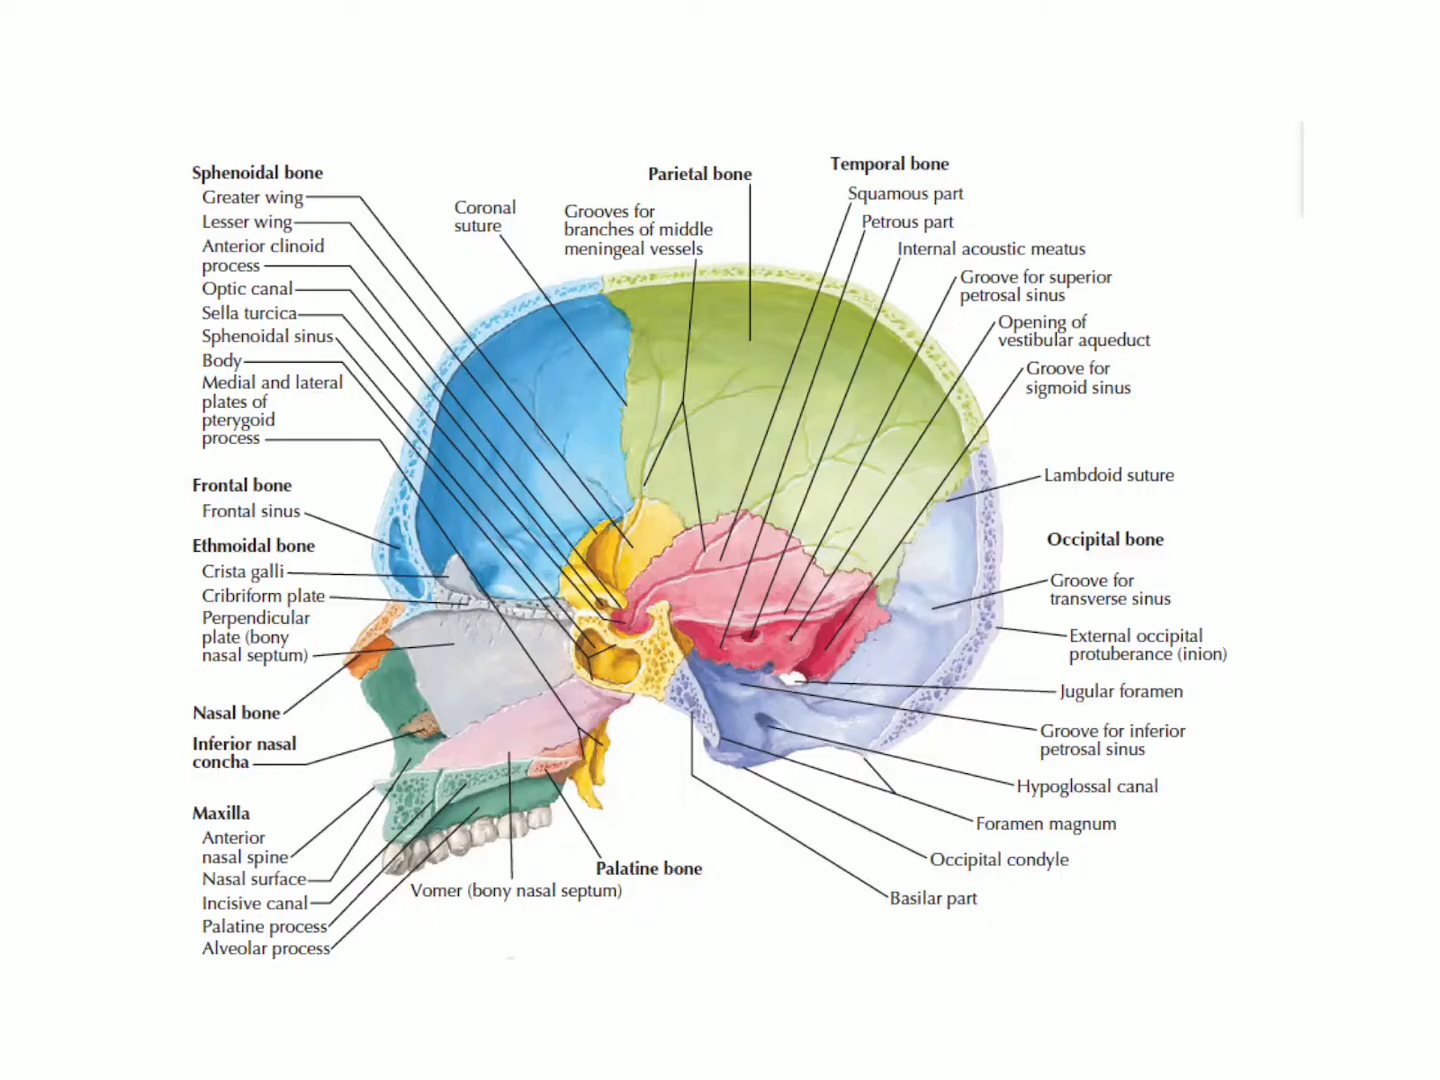 Sphenoidal bone
Greater wing
Lesser wing
Anterior clinoid
process
Optic canal
Sella turcica
Sphenoidal sinus
Body
Medial and lateral
plates of
pterygoid
process
Frontal bone
Frontal sinus
Ethmoidal bone
Crista galli
Cribriform plate
Perpendicular
plate (bony
nasal septum)
Nasal bone
Inferior nasal
concha
Maxilla
Anterior
nasal spine
Nasal surface
Incisive canal
Palatine process
Alveolar process
Coronal
suture
Grooves for
branches of middle
meningeal vessels
Parietal bone
Temporal bone
Squamous part
Petrous part
Internal acoustic meatus
Groove for superior
petrosal sinus
Opening of
vestibular aqueduct
Groove for
sigmoid sinus
Lambdoid suture
Occipital bone
Groove for
transverse sinus
External occipital
protuberance (inion)
Jugular foramen
Groove for inferior
petrosal sinus
Hypoglossal canal
Foramen magnum
Occipital condyle
Basilar part
Palatine bone
Vomer (bony nasal septum)